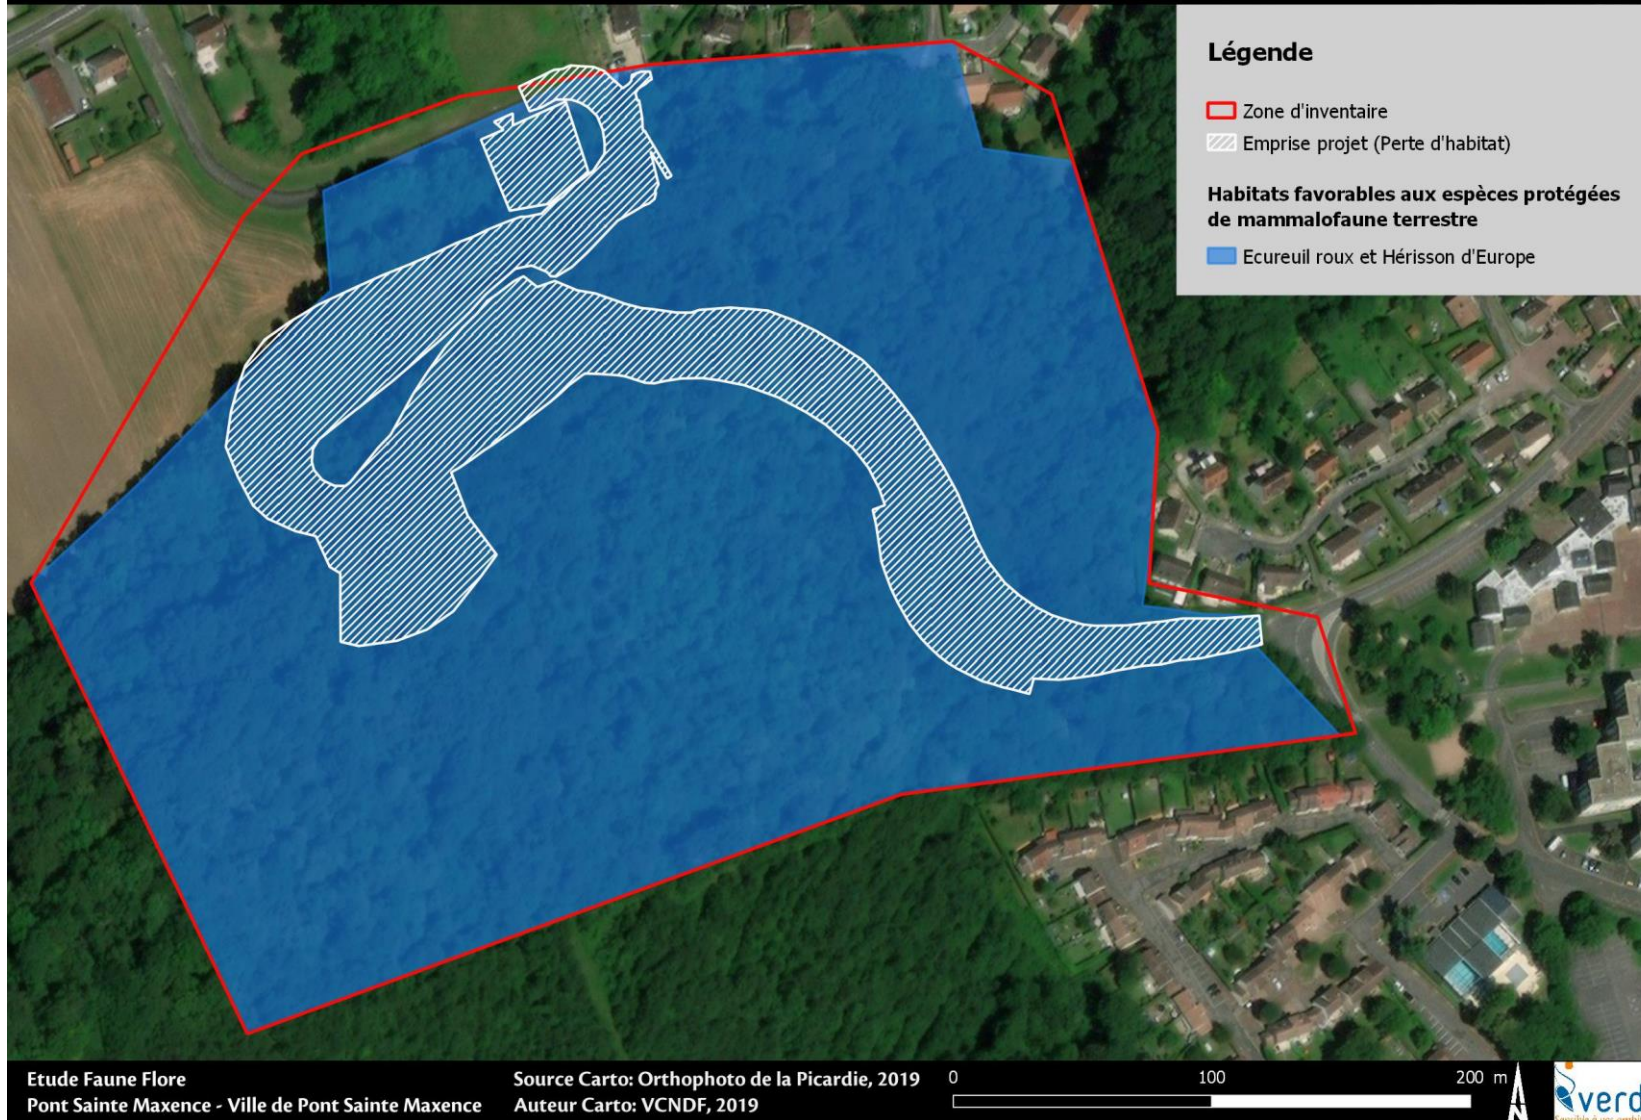 Légende
Zone d'inventaire
Emprise projet (Perte d'habitat)
Habitats favorables aux espèces protégées
de mammalofaune terrestre
Ecureuil roux et Hérisson d'Europe
Etude Faune Flore
Pont Sainte Maxence - Ville de Pont Sainte Maxence
Source Carto: Orthophoto de la Picardie, 2019
Auteur Carto: VCNDF, 2019
0 100 200 m
N